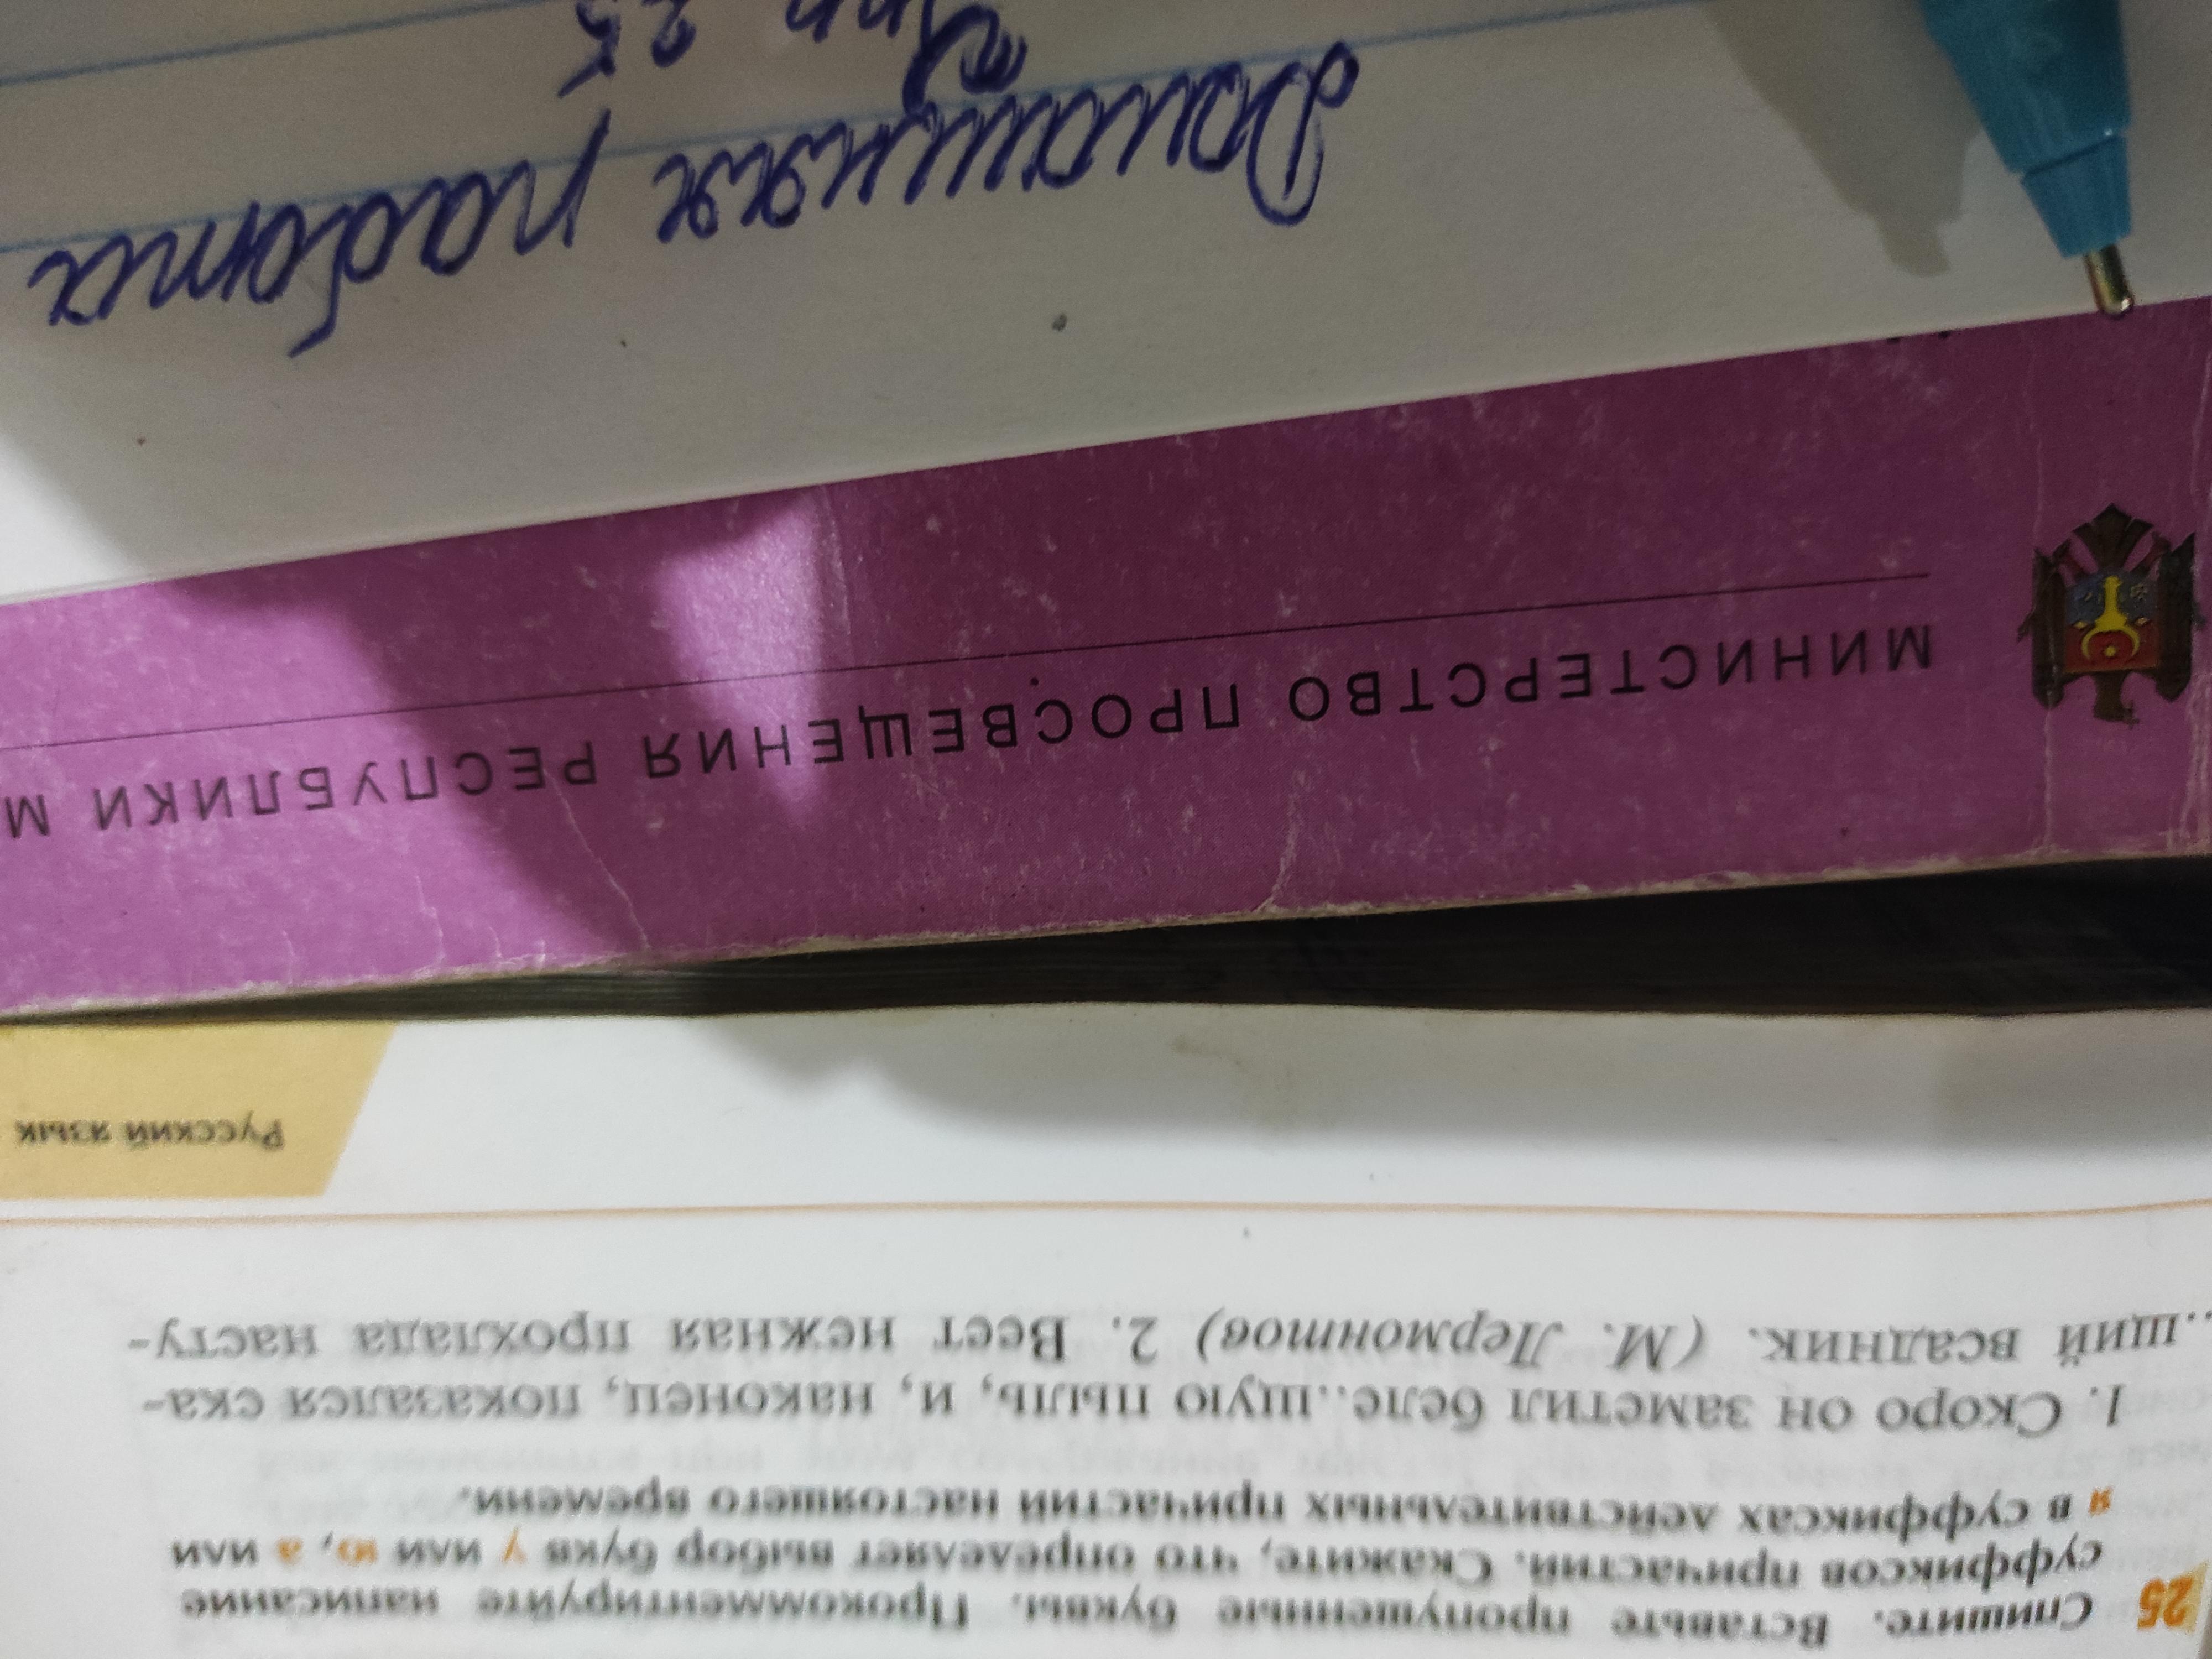 25 Спишите. Вставьте пропущенные буквы. Прокомментируйте написание
суффиксов причастий. Скажите, что определяет выбор букв у или ю, а или
я в суффиксах действительных причастий настоящего времени.
1. Скоро он заметил беле..щую пыль, и, наконец, показался ска-
..щий всадник. (М. Лермонтов) 2. Веет нежная прохлада насту-
Русский язык
МИНИСТЕРСТВО ПРОСВЕЩЕНИЯ РЕСПУБЛИКИ М
Домашняя работа
Упр 25